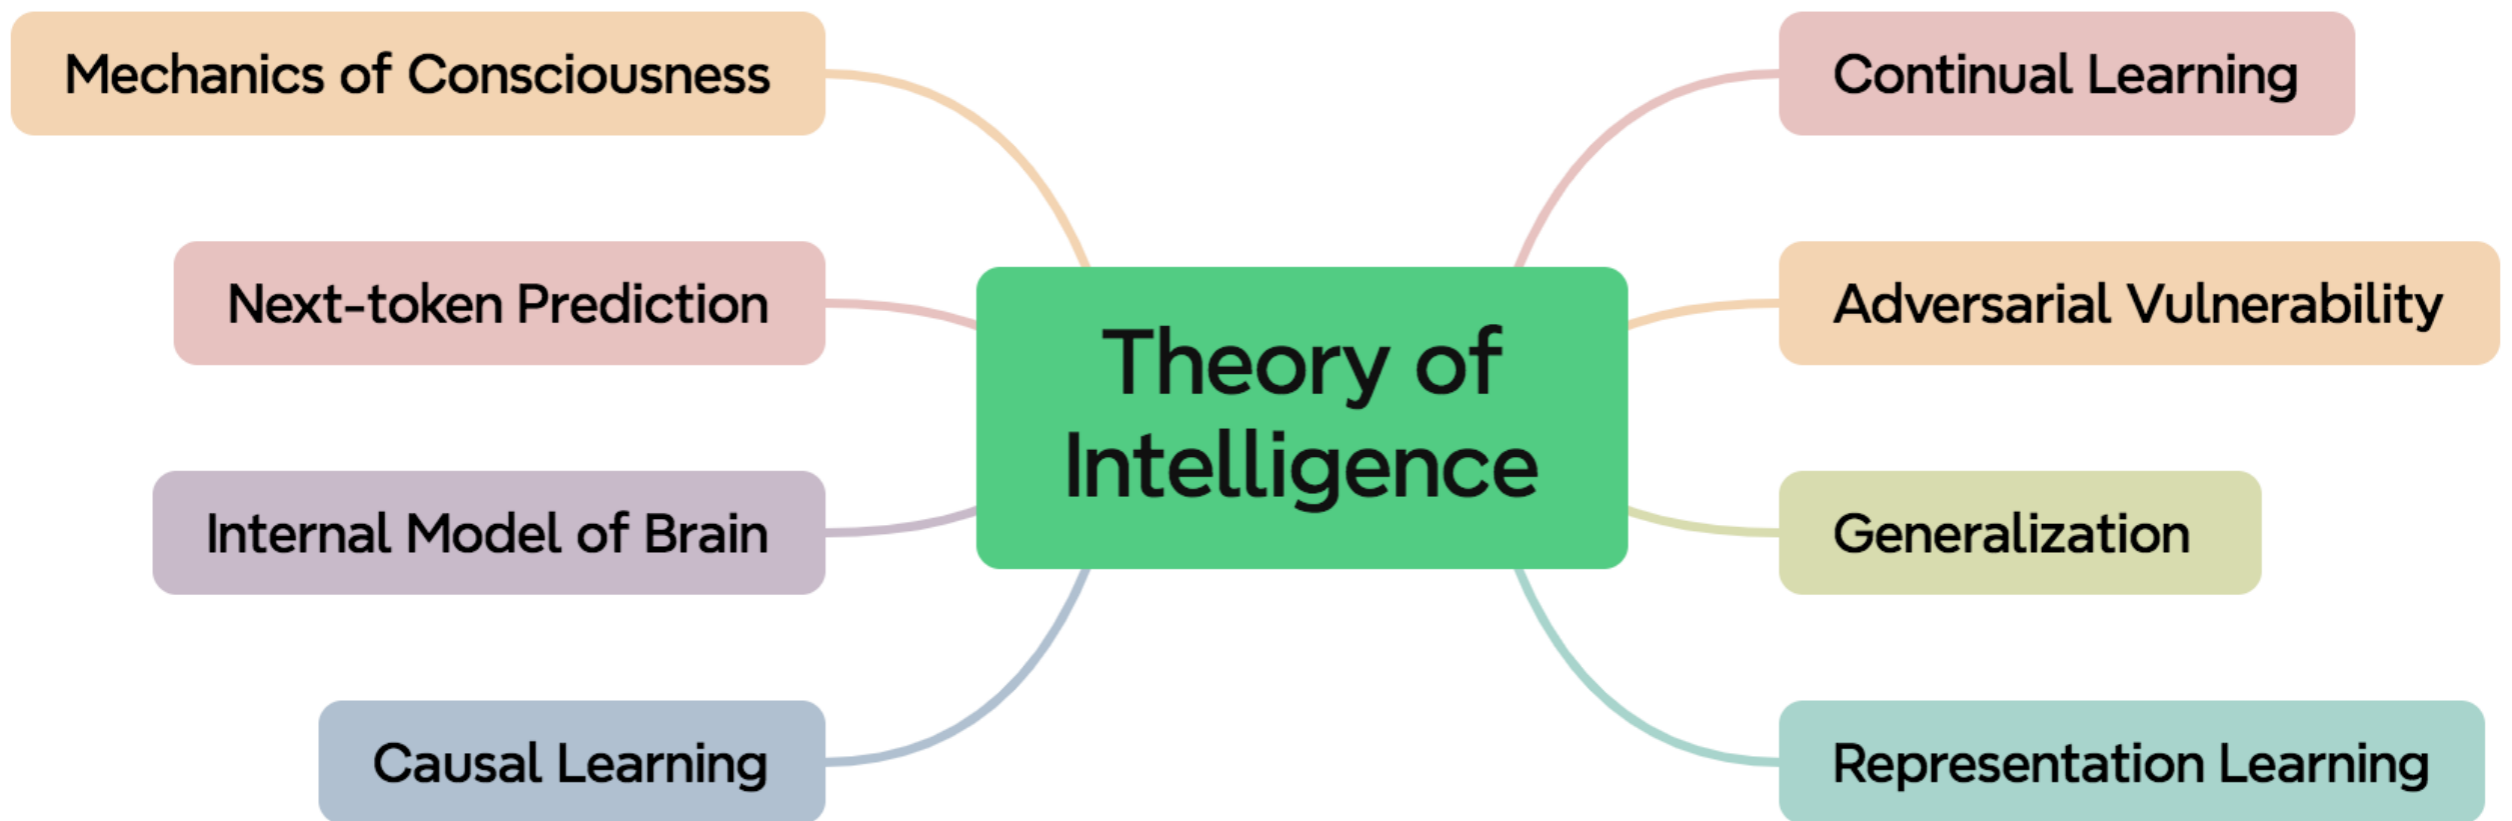 Mechanics of Consciousness
Next-token Prediction
Internal Model of Brain
Causal Learning
Theory of
Intelligence
Continual Learning
Adversarial Vulnerability
Generalization
Representation Learning